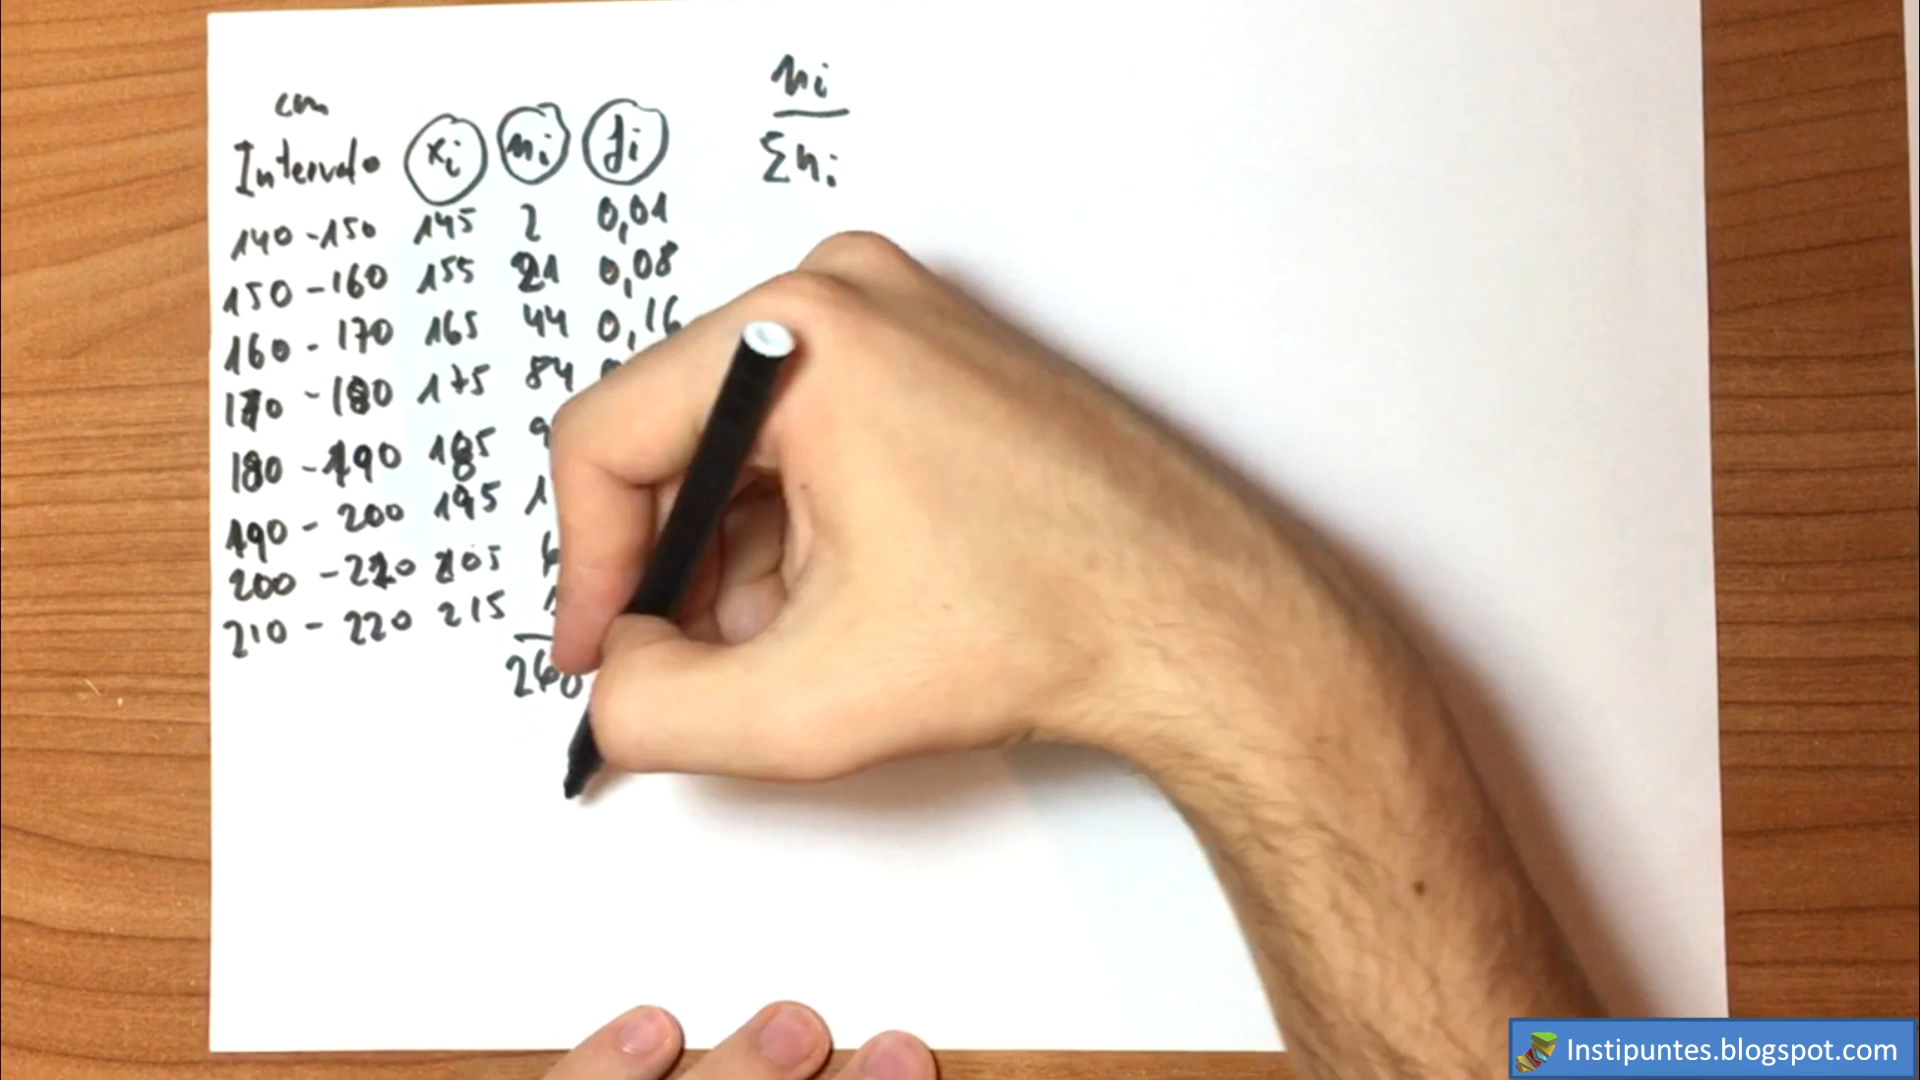 cm
Intervalo xi ni fi
140 - 150 145 2 0,01
150 - 160 155 21 0,08
160 - 170 165 44 0,16
170 - 180 175 84
180 - 190 185
190 - 200 195
200 - 210 205
210 - 220 215
260
ni
Σni
Instipuntes.blogspot.com